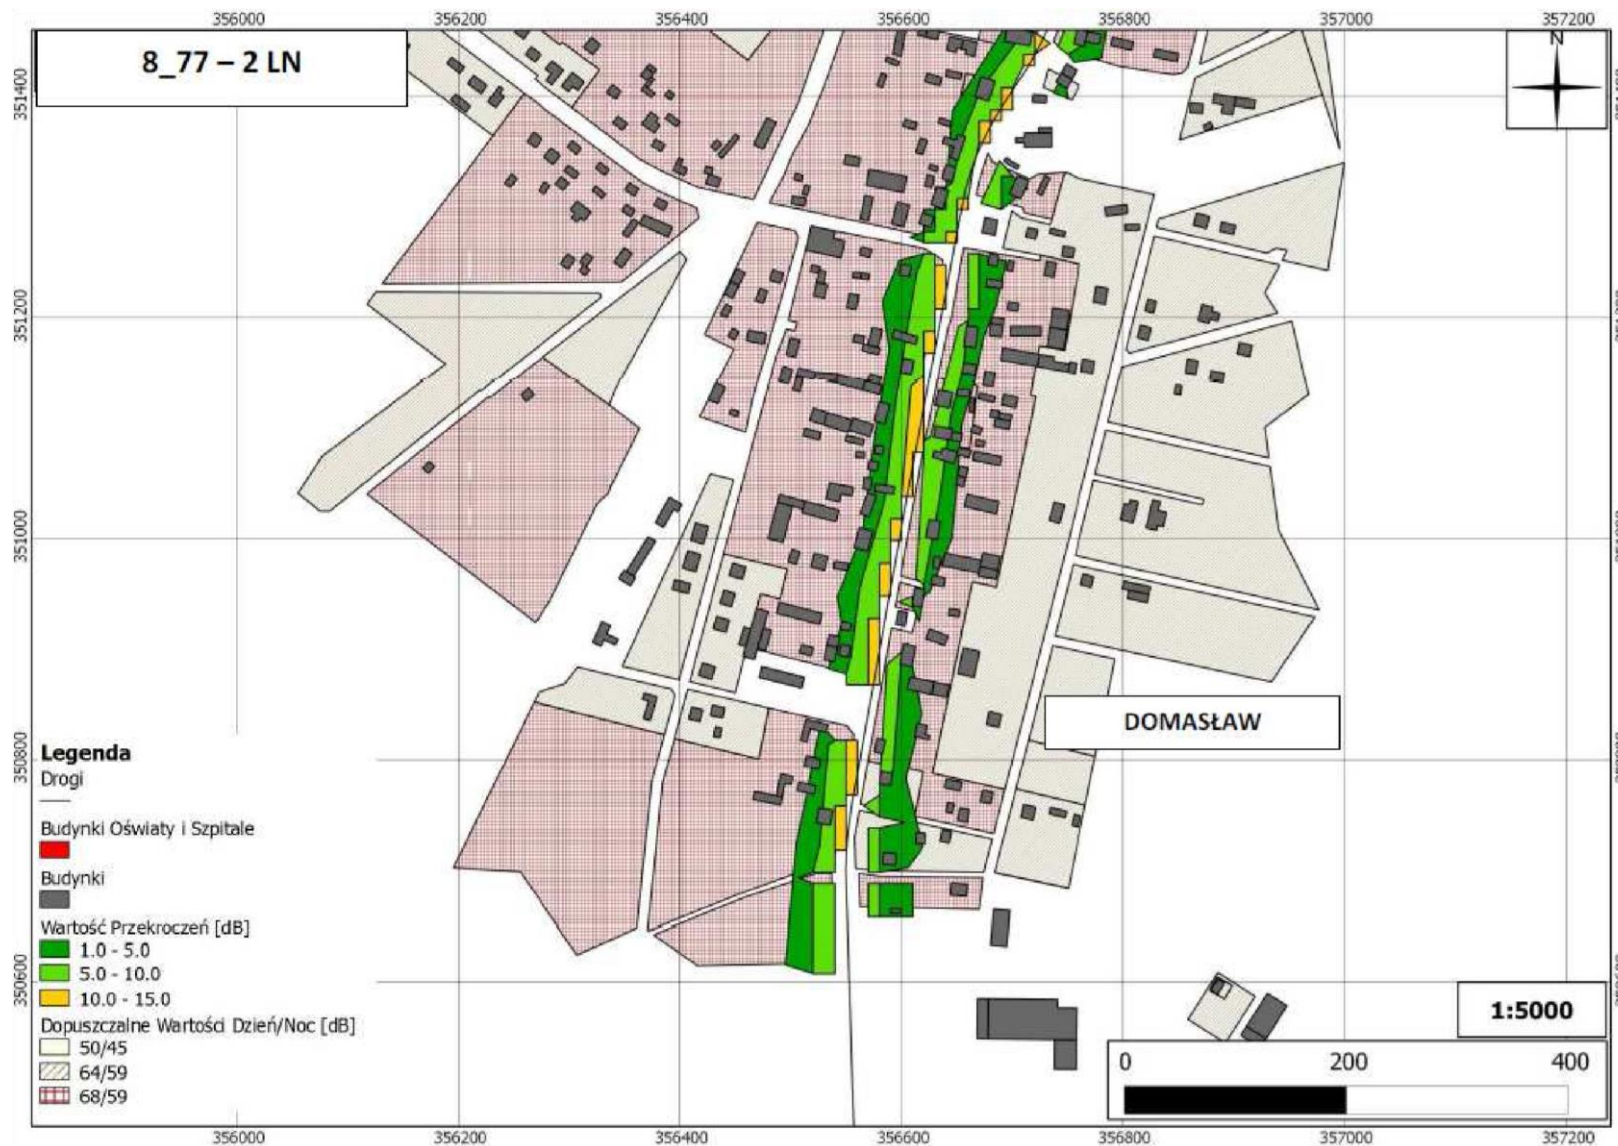 356000 356200 356400 356600 356800 357000 357200
8_77 – 2 LN
N
351400
351200
351000
350800
350600
DOMASŁAW
Legenda
Drogi
Budynki Oświaty i Szpitale
Budynki
Wartość Przekroczeń [dB]
1.0 - 5.0
5.0 - 10.0
10.0 - 15.0
Dopuszczalne Wartości Dzień/Noc [dB]
50/45
64/59
68/59
1:5000
0 200 400
356000 356200 356400 356600 356800 357000 357200